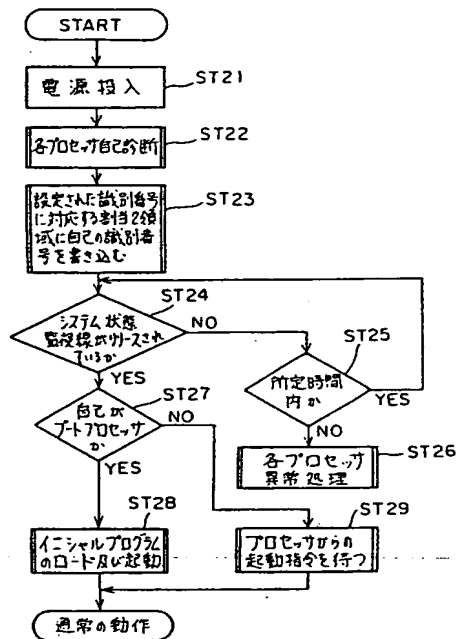 START
電源投入
ST21
各プロセッサ自己診断
ST22
設定された識別番号
に対応する割当2領
域に自己の識別番
号を書き込む
ST23
システム状態
監視線がリリースされ
ているか
ST24
NO
YES
所定時間
内か
ST25
YES
NO
各プロセッサ
異常処理
ST26
自己が
ブートプロセッサ
か
ST27
NO
YES
イニシャルプログラム
のロード及び起動
ST28
プロセッサからの
起動指令を待つ
ST29
通常の動作